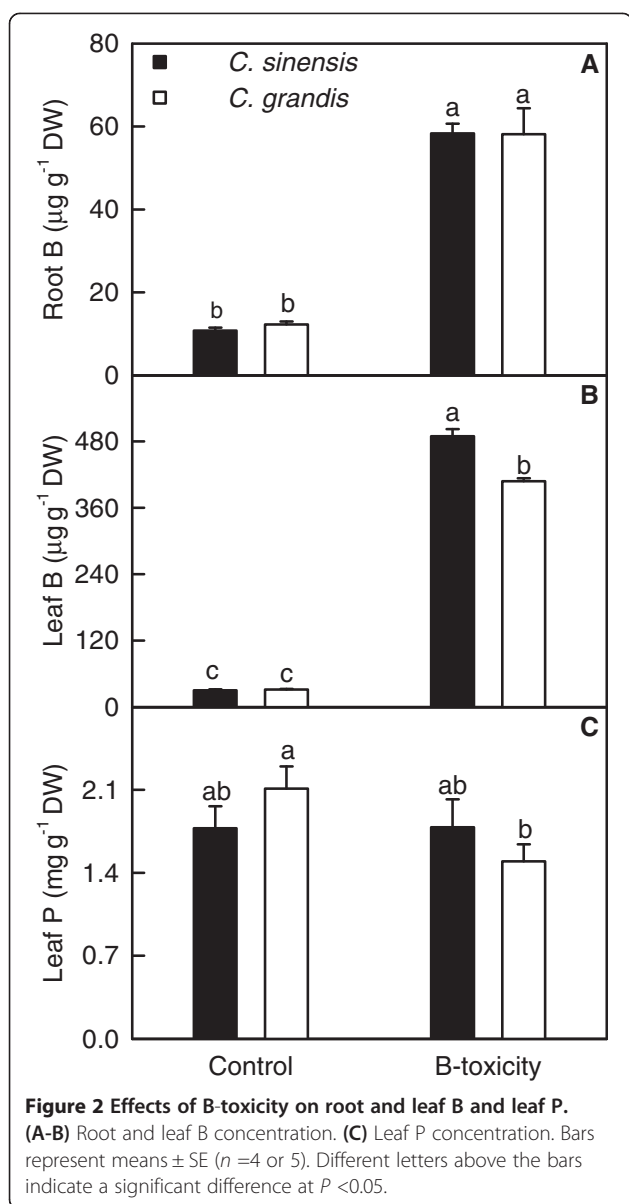 80
C. sinensis
A
C. grandis
a a
60
40
20
b b
0
Root B (µg g-1 DW)
B
a
480
b
360
240
120
c c
0
Leaf B (µg g-1 DW)
C
a
2.1
ab ab
b
1.4
0.7
0.0
Leaf P (mg g-1 DW)
Control B-toxicity
Figure 2 Effects of B-toxicity on root and leaf B and leaf P.
(A-B) Root and leaf B concentration. (C) Leaf P concentration. Bars
represent means ± SE (n =4 or 5). Different letters above the bars
indicate a significant difference at P <0.05.